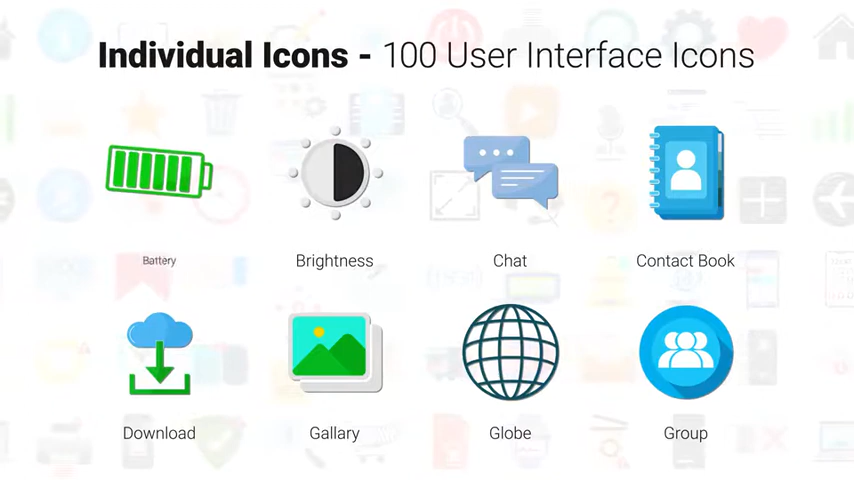 Individual Icons - 100 User Interface Icons
Battery
Brightness
Chat
Contact Book
Download
Gallary
Globe
Group